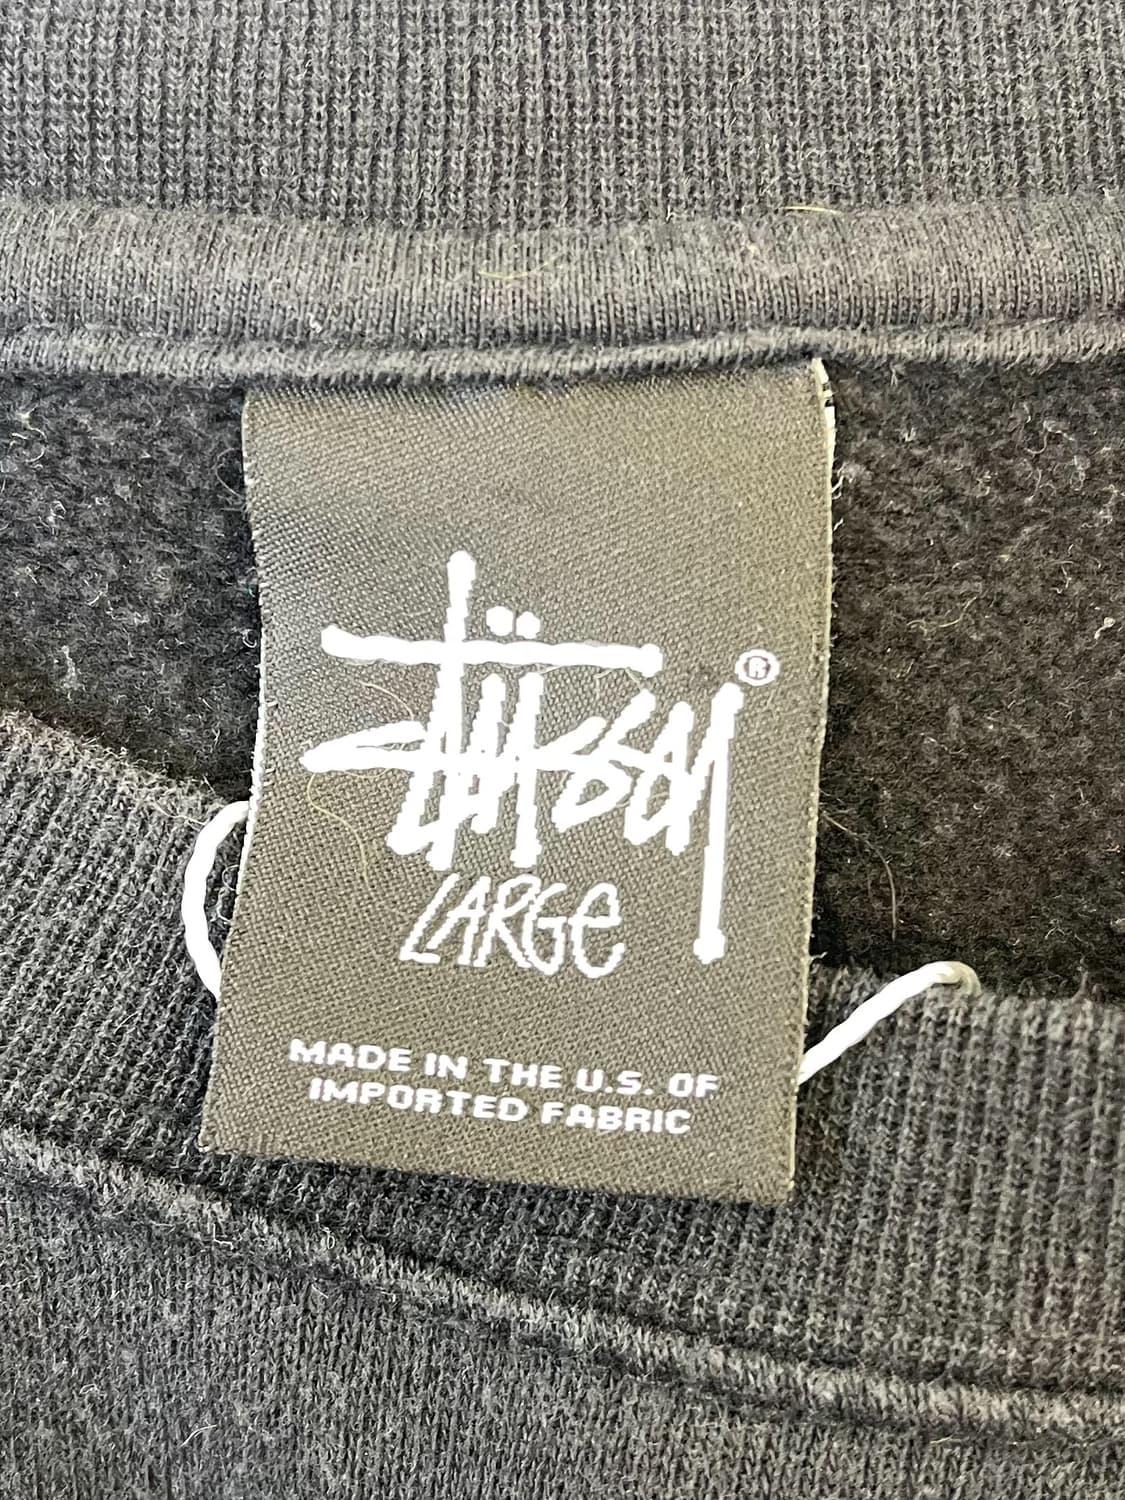 Stüssy ®
LARGe
MADE IN THE U.S. OF
IMPORTED FABRIC